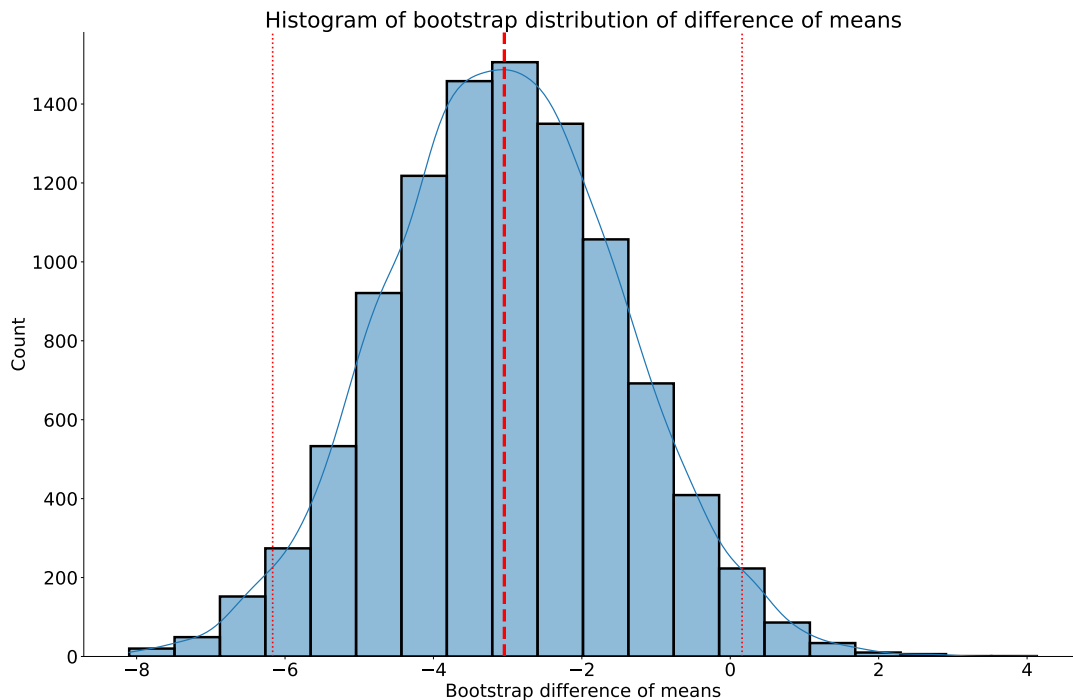 Histogram of bootstrap distribution of difference of means
1400
1200
1000
800
600
400
200
0
Count
−8 −6 −4 −2 0 2 4
Bootstrap difference of means